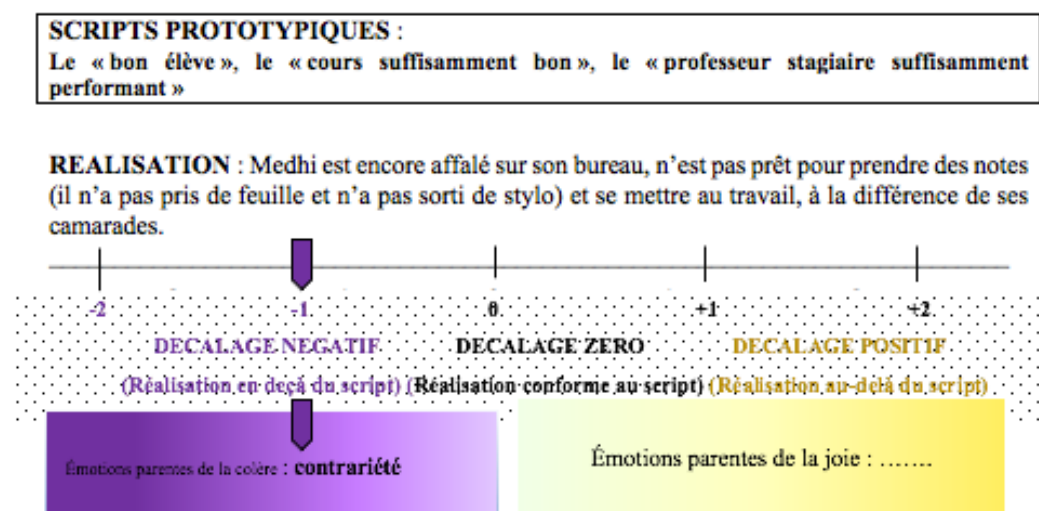 SCRIPTS PROTOTYPIQUES :
Le « bon élève », le « cours suffisamment bon », le « professeur stagiaire suffisamment
performant »
REALISATION : Medhi est encore affalé sur son bureau, n'est pas prêt pour prendre des notes
(il n'a pas pris de feuille et n'a pas sorti de stylo) et se mettre au travail, à la différence de ses
camarades.
-2 -1 0 +1 +2
DECALAGE NEGATIF DECALAGE ZERO DECALAGE POSITIF
(Réalisation en deçà du script) (Réalisation conforme au script) (Réalisation au-delà du script)
Émotions parentes de la colère : contrariété
Émotions parentes de la joie : .......